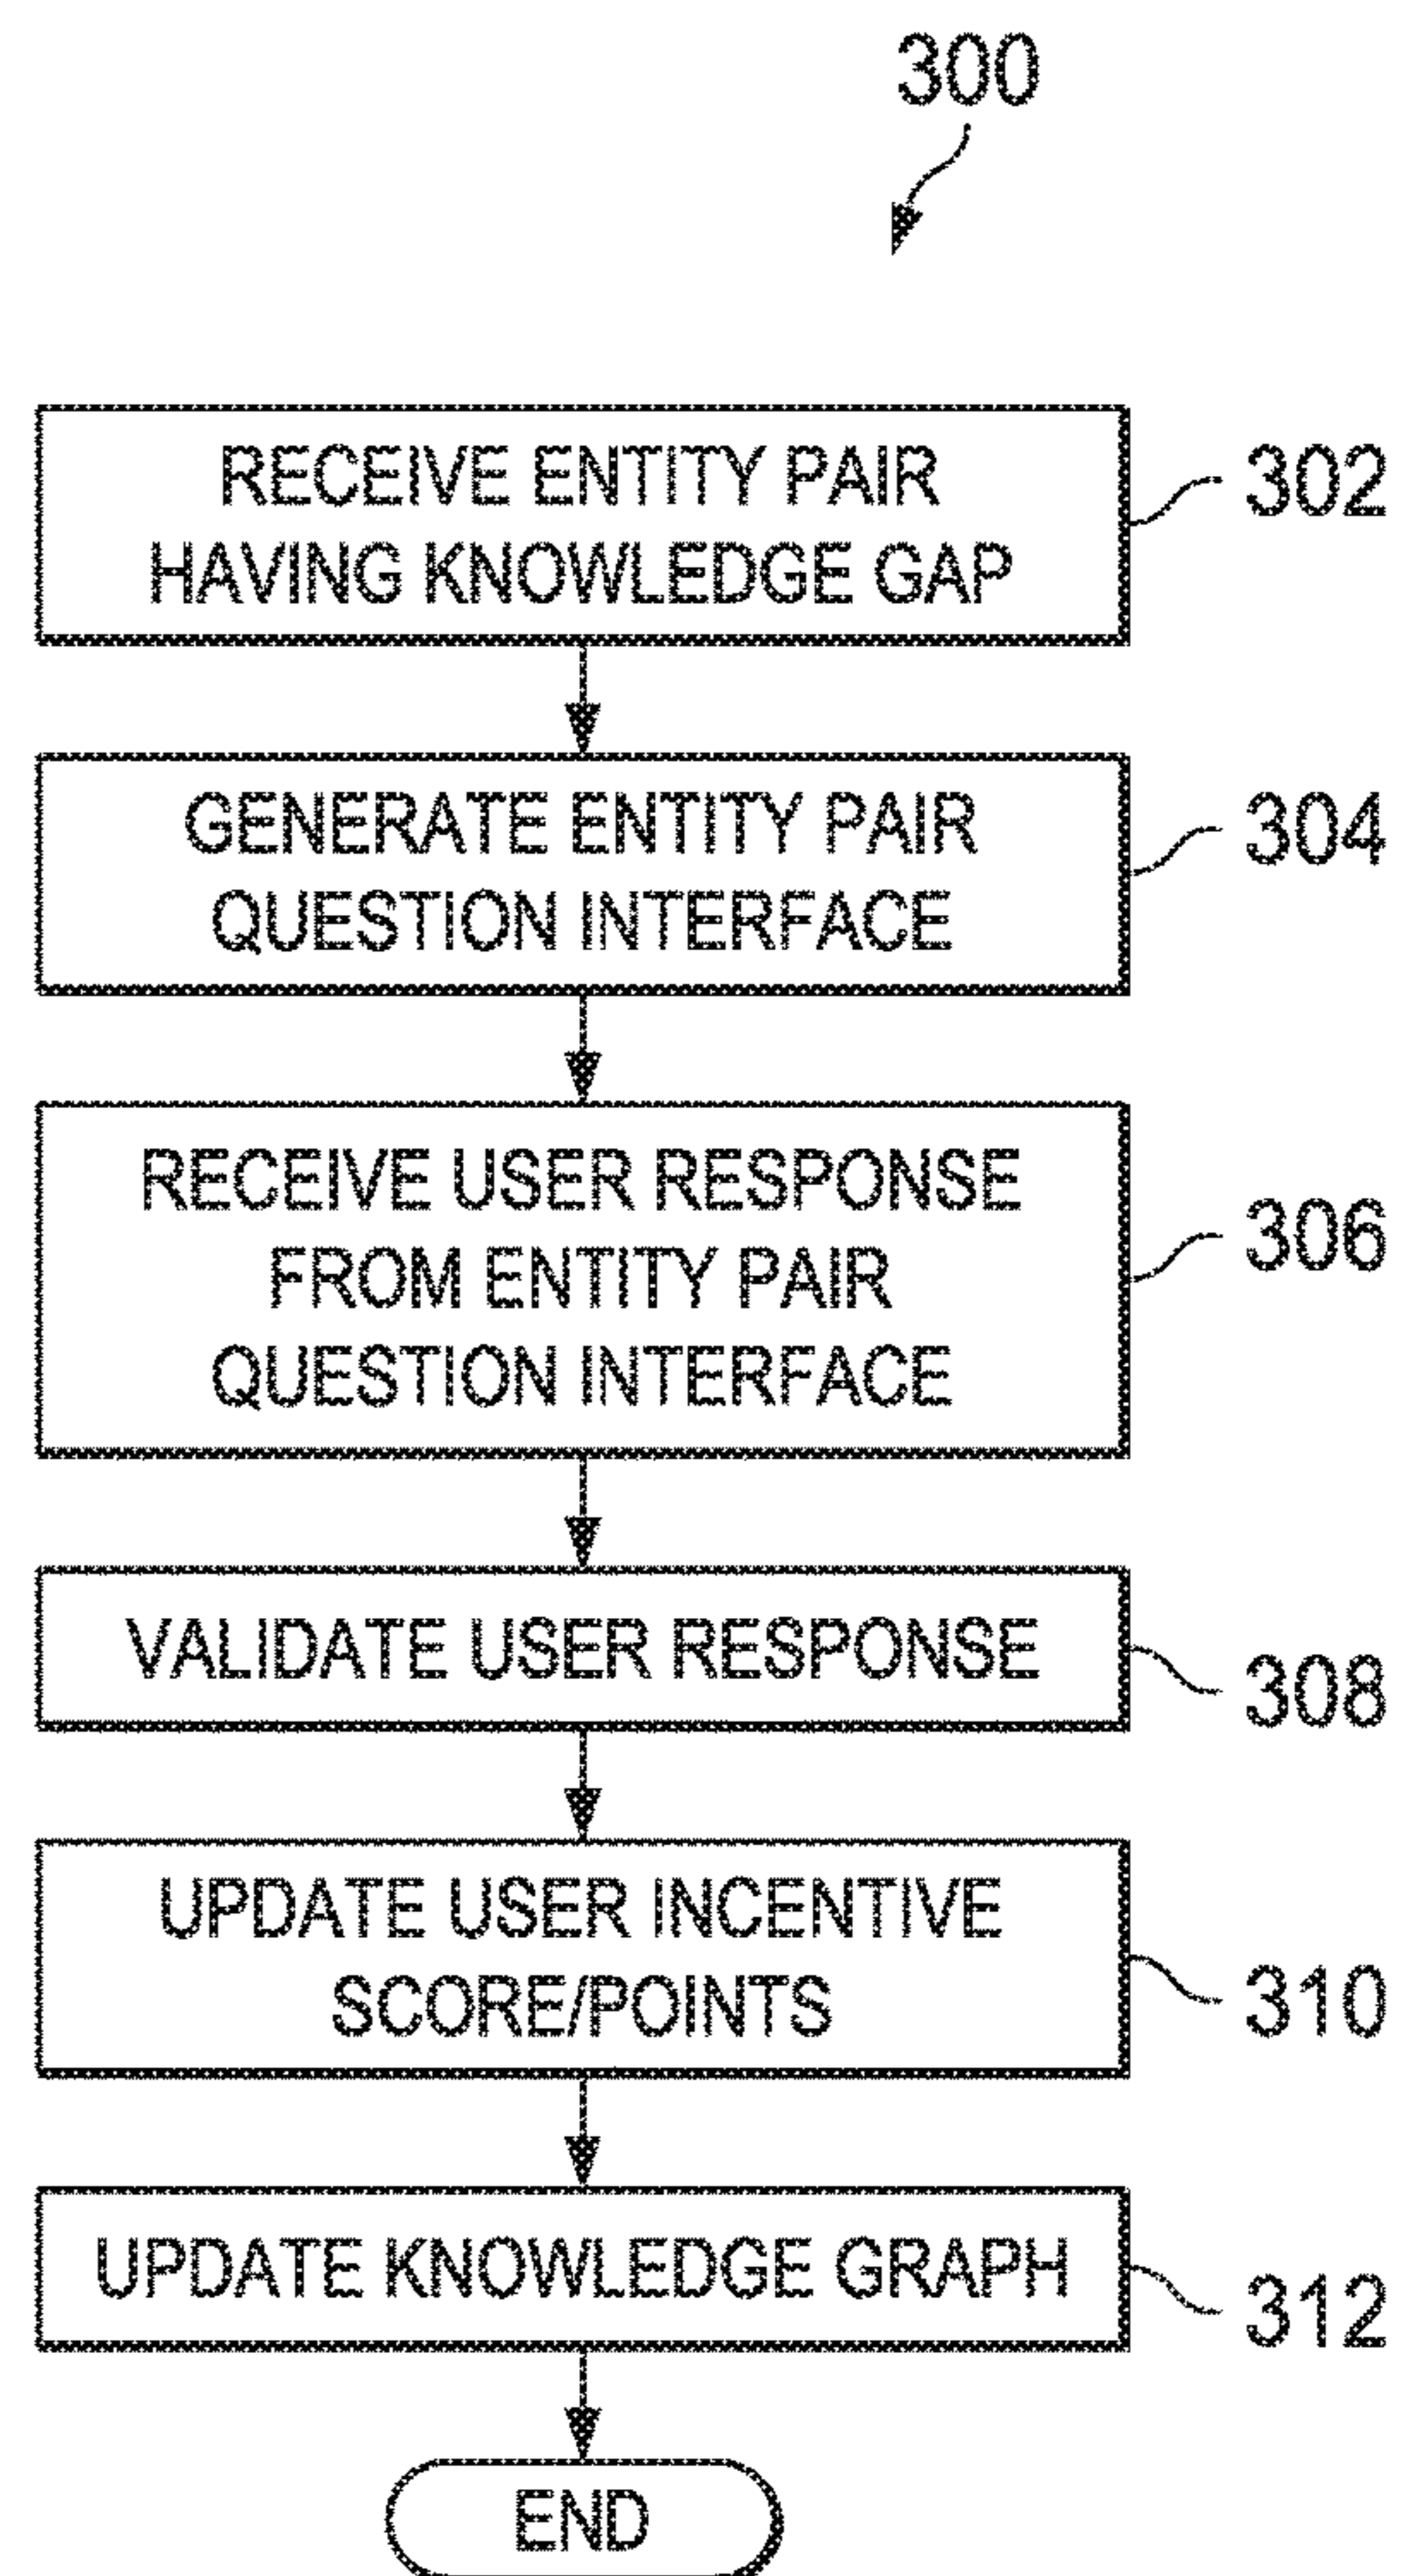 300
RECEIVE ENTITY PAIR
HAVING KNOWLEDGE GAP
302
GENERATE ENTITY PAIR
QUESTION INTERFACE
304
RECEIVE USER RESPONSE
FROM ENTITY PAIR
QUESTION INTERFACE
306
VALIDATE USER RESPONSE
308
UPDATE USER INCENTIVE
SCORE/POINTS
310
UPDATE KNOWLEDGE GRAPH
312
END